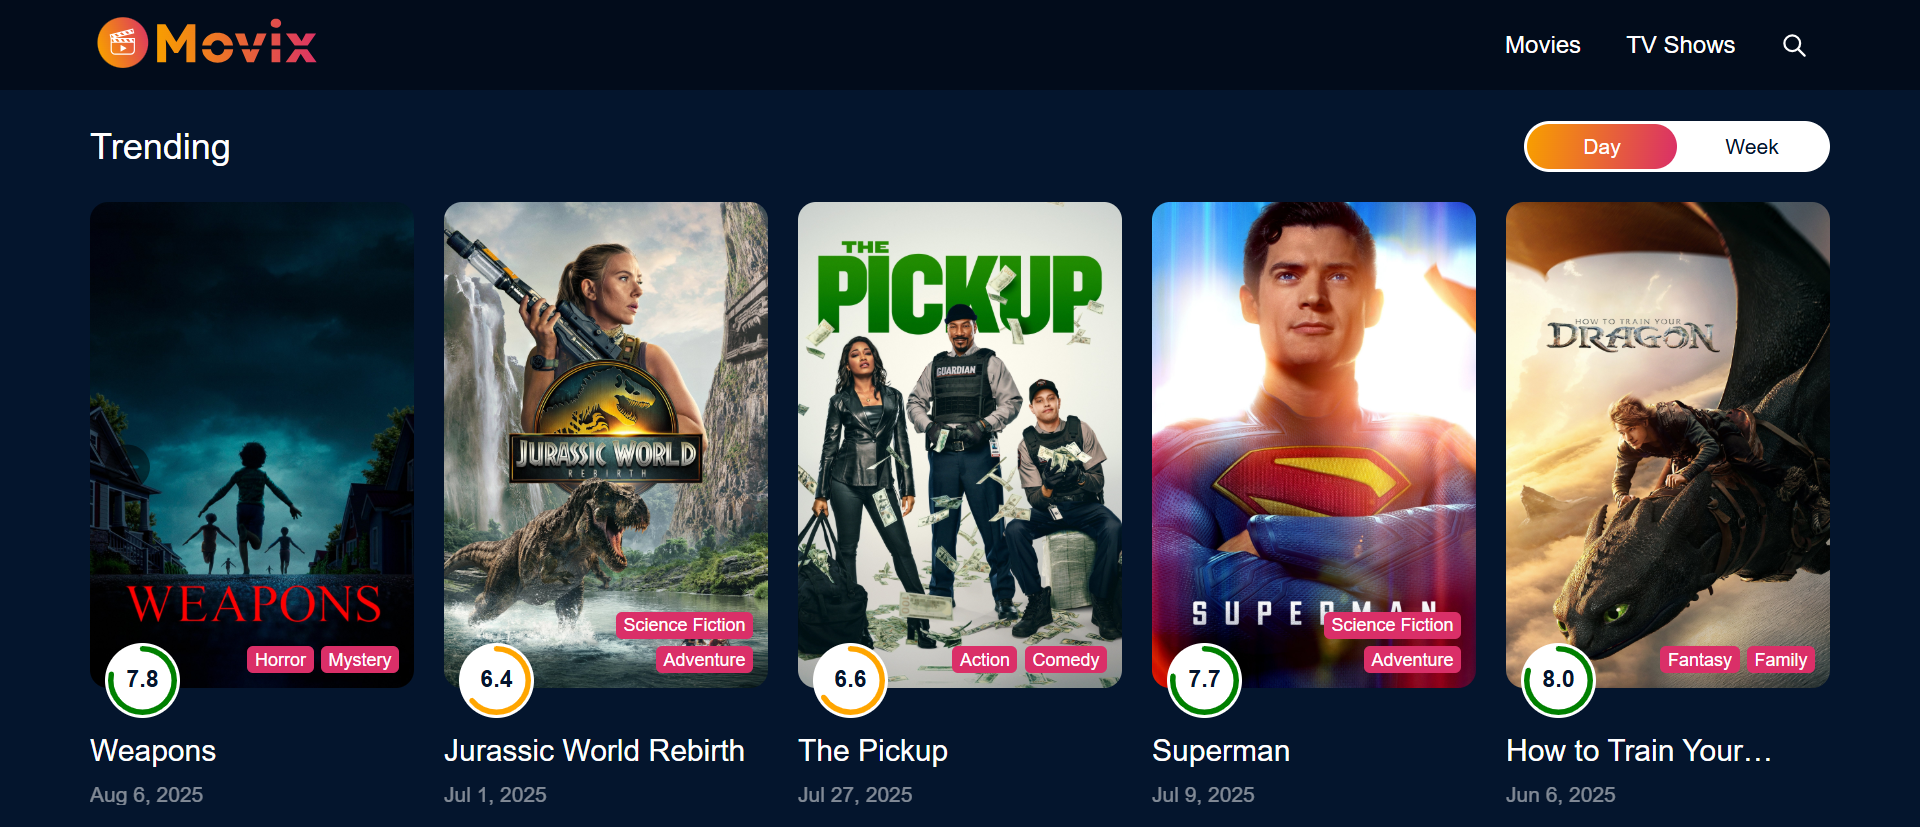 Movix
Movies
TV Shows
Trending
Day
Week
WEAPONS
7.8
Horror
Mystery
Weapons
Aug 6, 2025
JURASSIC WORLD
REBIRTH
Science Fiction
Adventure
6.4
Jurassic World Rebirth
Jul 1, 2025
THE
PICKUP
GUARDIAN
Action
Comedy
6.6
The Pickup
Jul 27, 2025
SUPERMAN
Science Fiction
Adventure
7.7
Superman
Jul 9, 2025
HOW TO TRAIN YOUR
DRAGON
Fantasy
Family
8.0
How to Train Your…
Jun 6, 2025